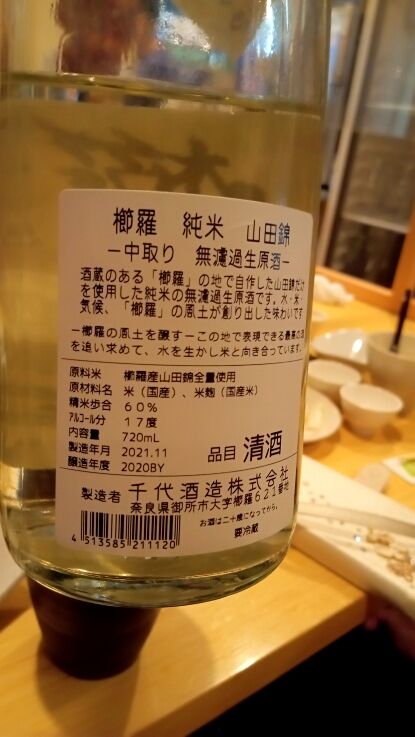 櫛羅 純米 山田錦
ー中取り 無濾過生原酒ー
酒蔵のある「櫛羅」の地で自作した山田錦だけ
を使用した純米の無濾過生原酒です。水・米・
気候、「櫛羅」の風土が創り出した味わいです
ー櫛羅の風土を醸すーこの地で表現できる最高の酒
を追い求めて、水を生かし米と向き合っています。
原料米 櫛羅産山田錦全量使用
原材料名 米(国産)、米麹(国産米)
精米歩合 60%
アルコール分 17度
内容量 720mL
製造年月 2021.11
醸造年度 2020BY
品目 清酒
製造者 千代酒造株式会社
奈良県御所市大字櫛羅621番地
お酒は二十歳になってから。
要冷蔵
4 513585 211120